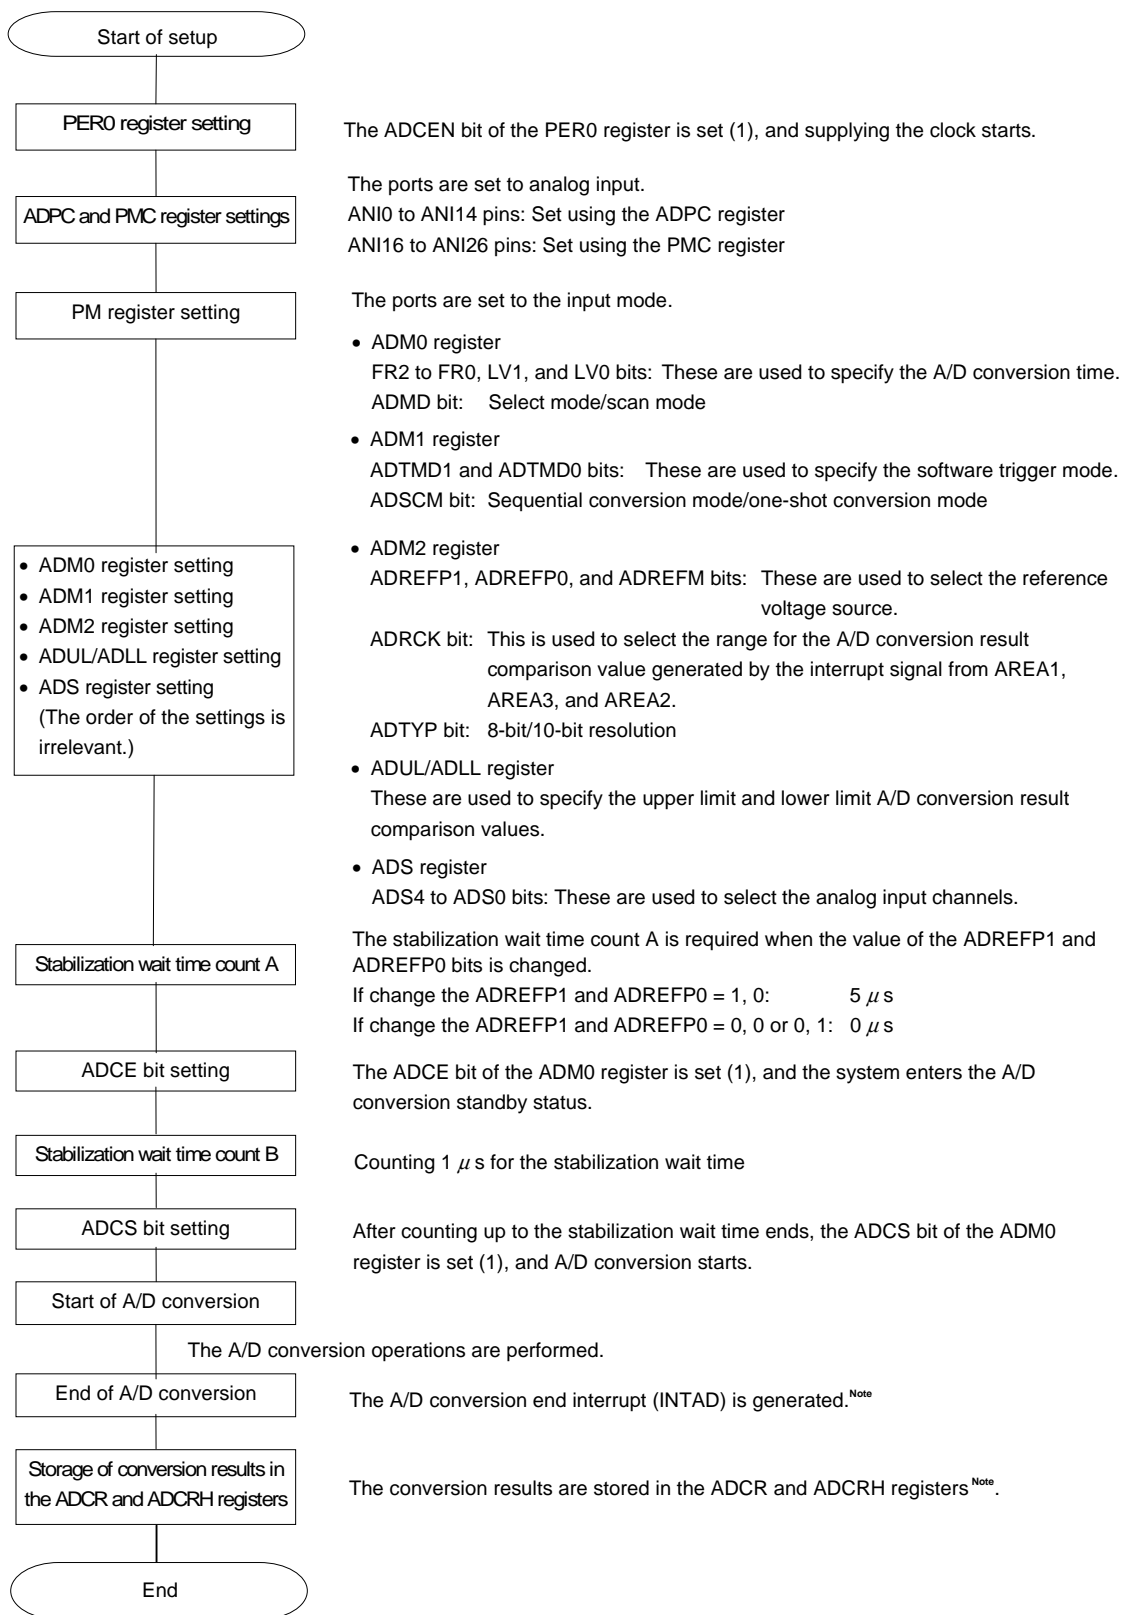 Start of setup
PER0 register setting
The ADCEN bit of the PER0 register is set (1), and supplying the clock starts.
The ports are set to analog input.
ADPC and PMC register settings
ANI0 to ANI14 pins: Set using the ADPC register
ANI16 to ANI26 pins: Set using the PMC register
PM register setting
The ports are set to the input mode.
• ADM0 register
FR2 to FR0, LV1, and LV0 bits: These are used to specify the A/D conversion time.
ADMD bit: Select mode/scan mode
• ADM1 register
ADTMD1 and ADTMD0 bits: These are used to specify the software trigger mode.
ADSCM bit: Sequential conversion mode/one-shot conversion mode
• ADM0 register setting
• ADM1 register setting
• ADM2 register setting
• ADUL/ADLL register setting
• ADS register setting
(The order of the settings is
irrelevant.)
• ADM2 register
ADREFP1, ADREFP0, and ADREFM bits: These are used to select the reference
voltage source.
ADRCK bit: This is used to select the range for the A/D conversion result
comparison value generated by the interrupt signal from AREA1,
AREA3, and AREA2.
ADTYP bit: 8-bit/10-bit resolution
• ADUL/ADLL register
These are used to specify the upper limit and lower limit A/D conversion result
comparison values.
• ADS register
ADS4 to ADS0 bits: These are used to select the analog input channels.
Stabilization wait time count A
The stabilization wait time count A is required when the value of the ADREFP1 and
ADREFP0 bits is changed.
If change the ADREFP1 and ADREFP0 = 1, 0: 5 μ s
If change the ADREFP1 and ADREFP0 = 0, 0 or 0, 1: 0 μ s
ADCE bit setting
The ADCE bit of the ADM0 register is set (1), and the system enters the A/D
conversion standby status.
Stabilization wait time count B
Counting 1 μ s for the stabilization wait time
ADCS bit setting
After counting up to the stabilization wait time ends, the ADCS bit of the ADM0
register is set (1), and A/D conversion starts.
Start of A/D conversion
The A/D conversion operations are performed.
End of A/D conversion
The A/D conversion end interrupt (INTAD) is generated.Note
Storage of conversion results in
the ADCR and ADCRH registers
The conversion results are stored in the ADCR and ADCRH registers Note.
End